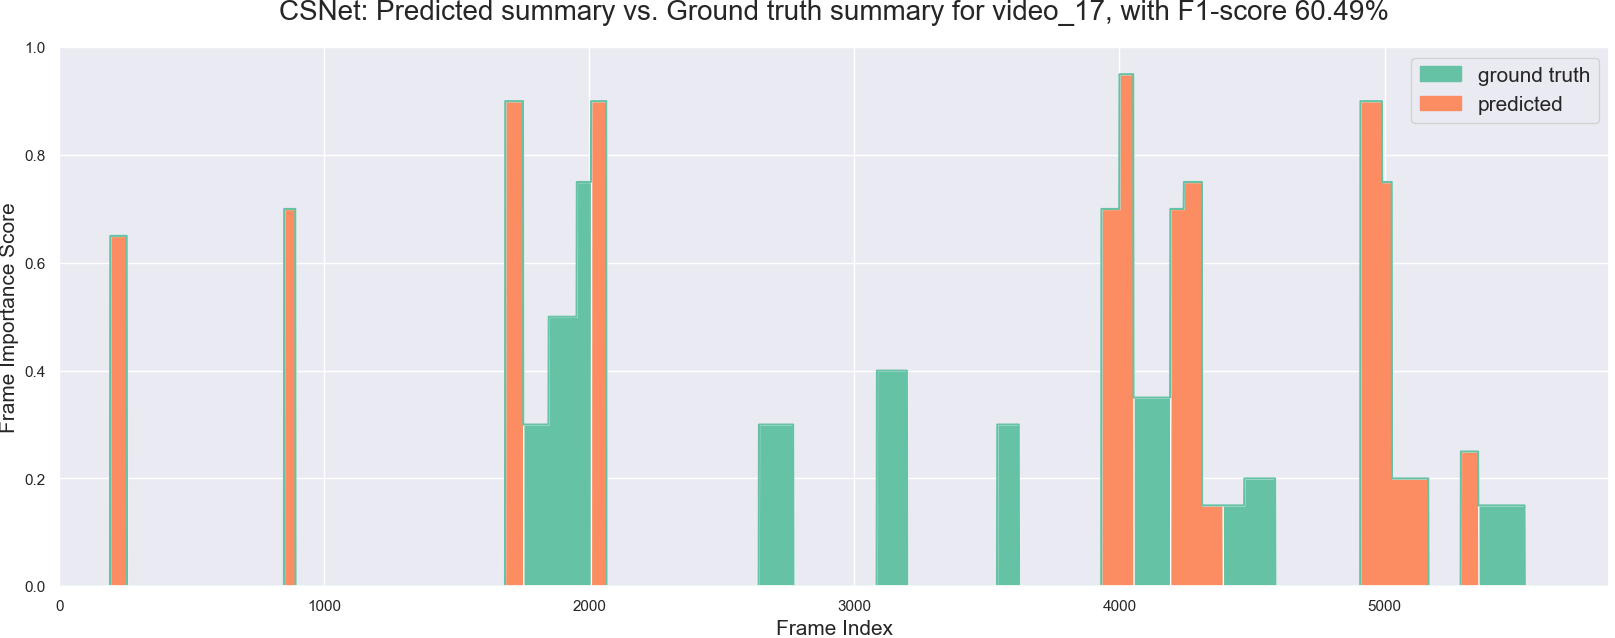 CSNet: Predicted summary vs. Ground truth summary for video_17, with F1-score 60.49%
1.0
ground truth
predicted
0.8
0.6
Frame Importance Score
0.4
0.2
0.0
0 1000 2000 3000 4000 5000
Frame Index